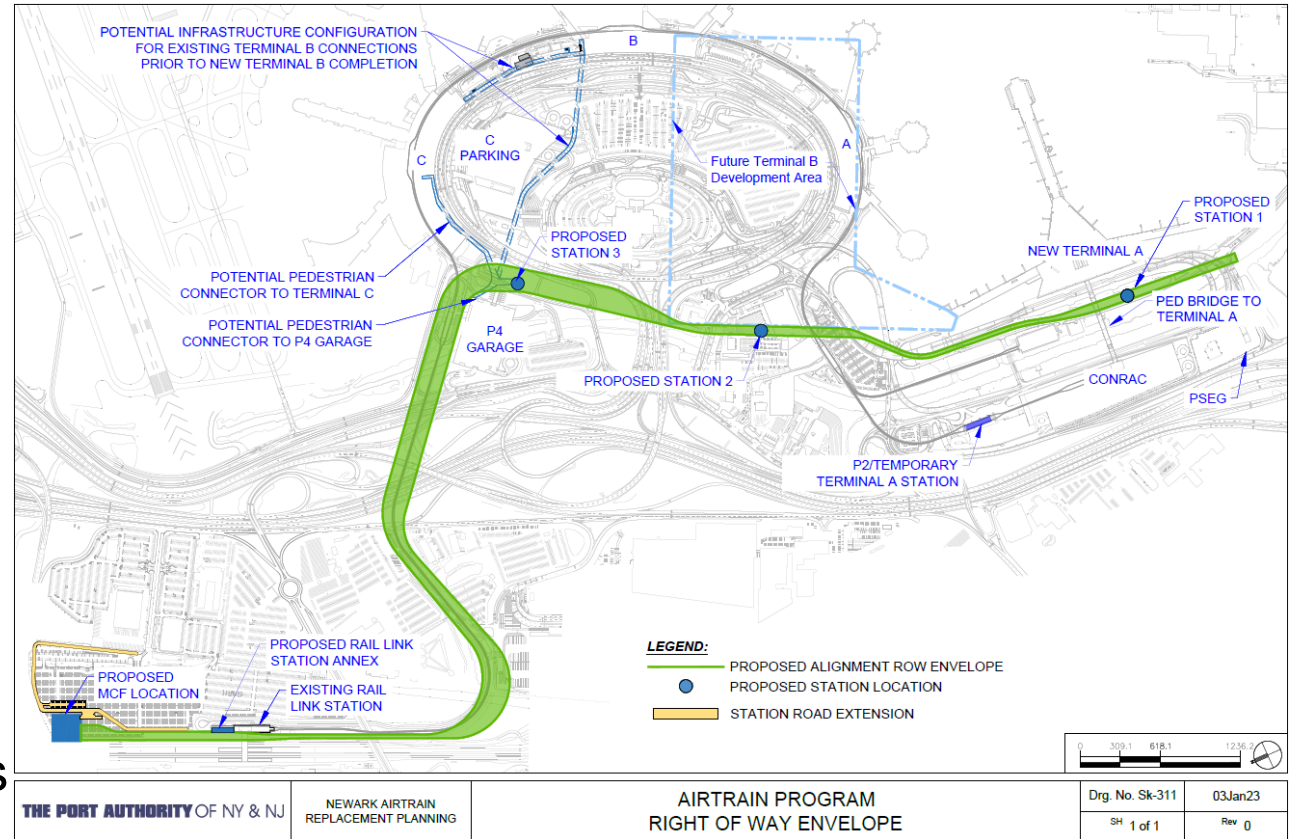 POTENTIAL INFRASTRUCTURE CONFIGURATION
FOR EXISTING TERMINAL B CONNECTIONS
PRIOR TO NEW TERMINAL B COMPLETION
B
C
PARKING
C
A
Future Terminal B
Development Area
PROPOSED
STATION 1
NEW TERMINAL A
PROPOSED
STATION 3
POTENTIAL PEDESTRIAN
CONNECTOR TO TERMINAL C
PED BRIDGE TO
TERMINAL A
POTENTIAL PEDESTRIAN
CONNECTOR TO P4 GARAGE
P4
GARAGE
PROPOSED STATION 2
CONRAC
PSEG
P2/TEMPORARY
TERMINAL A STATION
PROPOSED RAIL LINK
STATION ANNEX
PROPOSED
MCF LOCATION
EXISTING RAIL
LINK STATION
LEGEND:
PROPOSED ALIGNMENT ROW ENVELOPE
PROPOSED STATION LOCATION
STATION ROAD EXTENSION
0 309.1 618.1 1236.2
S
THE PORT AUTHORITY OF NY & NJ
NEWARK AIRTRAIN
REPLACEMENT PLANNING
AIRTRAIN PROGRAM
RIGHT OF WAY ENVELOPE
Drg. No. Sk-311
03Jan23
SH 1 of 1
Rev 0